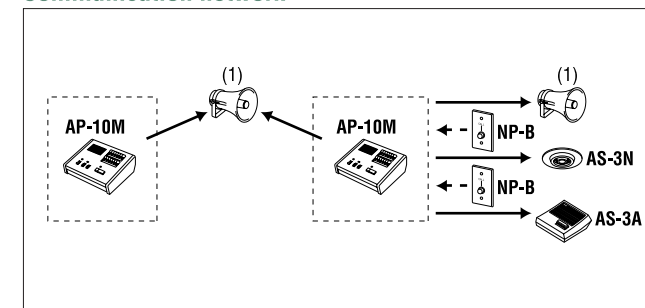 Communication network
(1)
(1)
AP-10M
AP-10M
NP-B
AS-3N
NP-B
AS-3A